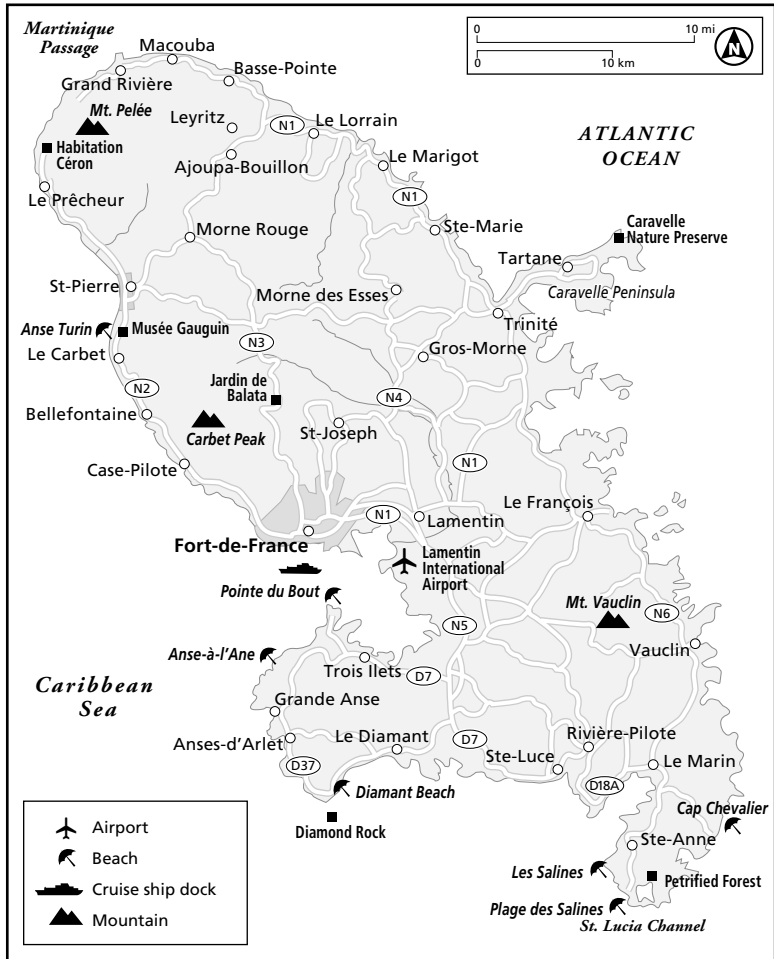 Martinique
Passage
Macouba
Basse-Pointe
Grand Rivière
Mt. Pelée
Leyritz
N1
Le Lorrain
Habitation
Céron
Ajoupa-Bouillon
Le Marigot
Le Prêcheur
N1
Ste-Marie
Morne Rouge
Caravelle
Nature Preserve
Tartane
St-Pierre
Morne des Esses
Caravelle Peninsula
Trinité
Anse Turin
Musée Gauguin
Le Carbet
N3
Gros-Morne
N2
Jardin de
Balata
N4
Bellefontaine
Carbet Peak
St-Joseph
Case-Pilote
N1
Le François
N1
Lamentin
Fort-de-France
Lamentin
International
Airport
Pointe du Bout
Mt. Vauclin
N6
N5
Vauclin
Anse-à-l'Ane
Trois Ilets
D7
Caribbean
Sea
Grande Anse
Anses-d'Arlet
Le Diamant
D7
Rivière-Pilote
Ste-Luce
Le Marin
D37
D18A
Diamant Beach
Cap Chevalier
Diamond Rock
Ste-Anne
Les Salines
Petrified Forest
Plage des Salines
St. Lucia Channel
ATLANTIC
OCEAN
0
10 mi
0
10 km
N
Airport
Beach
Cruise ship dock
Mountain